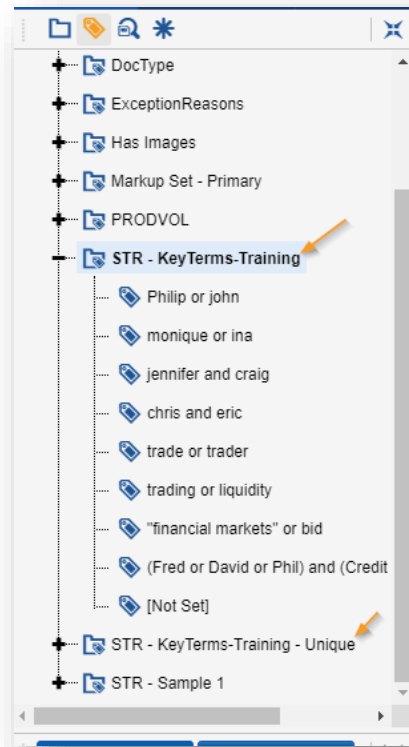 DocType
ExceptionReasons
Has Images
Markup Set - Primary
PRODVOL
STR - KeyTerms-Training
Philip or john
monique or ina
jennifer and craig
chris and eric
trade or trader
trading or liquidity
"financial markets" or bid
(Fred or David or Phil) and (Credit
[Not Set]
STR - KeyTerms-Training - Unique
STR - Sample 1